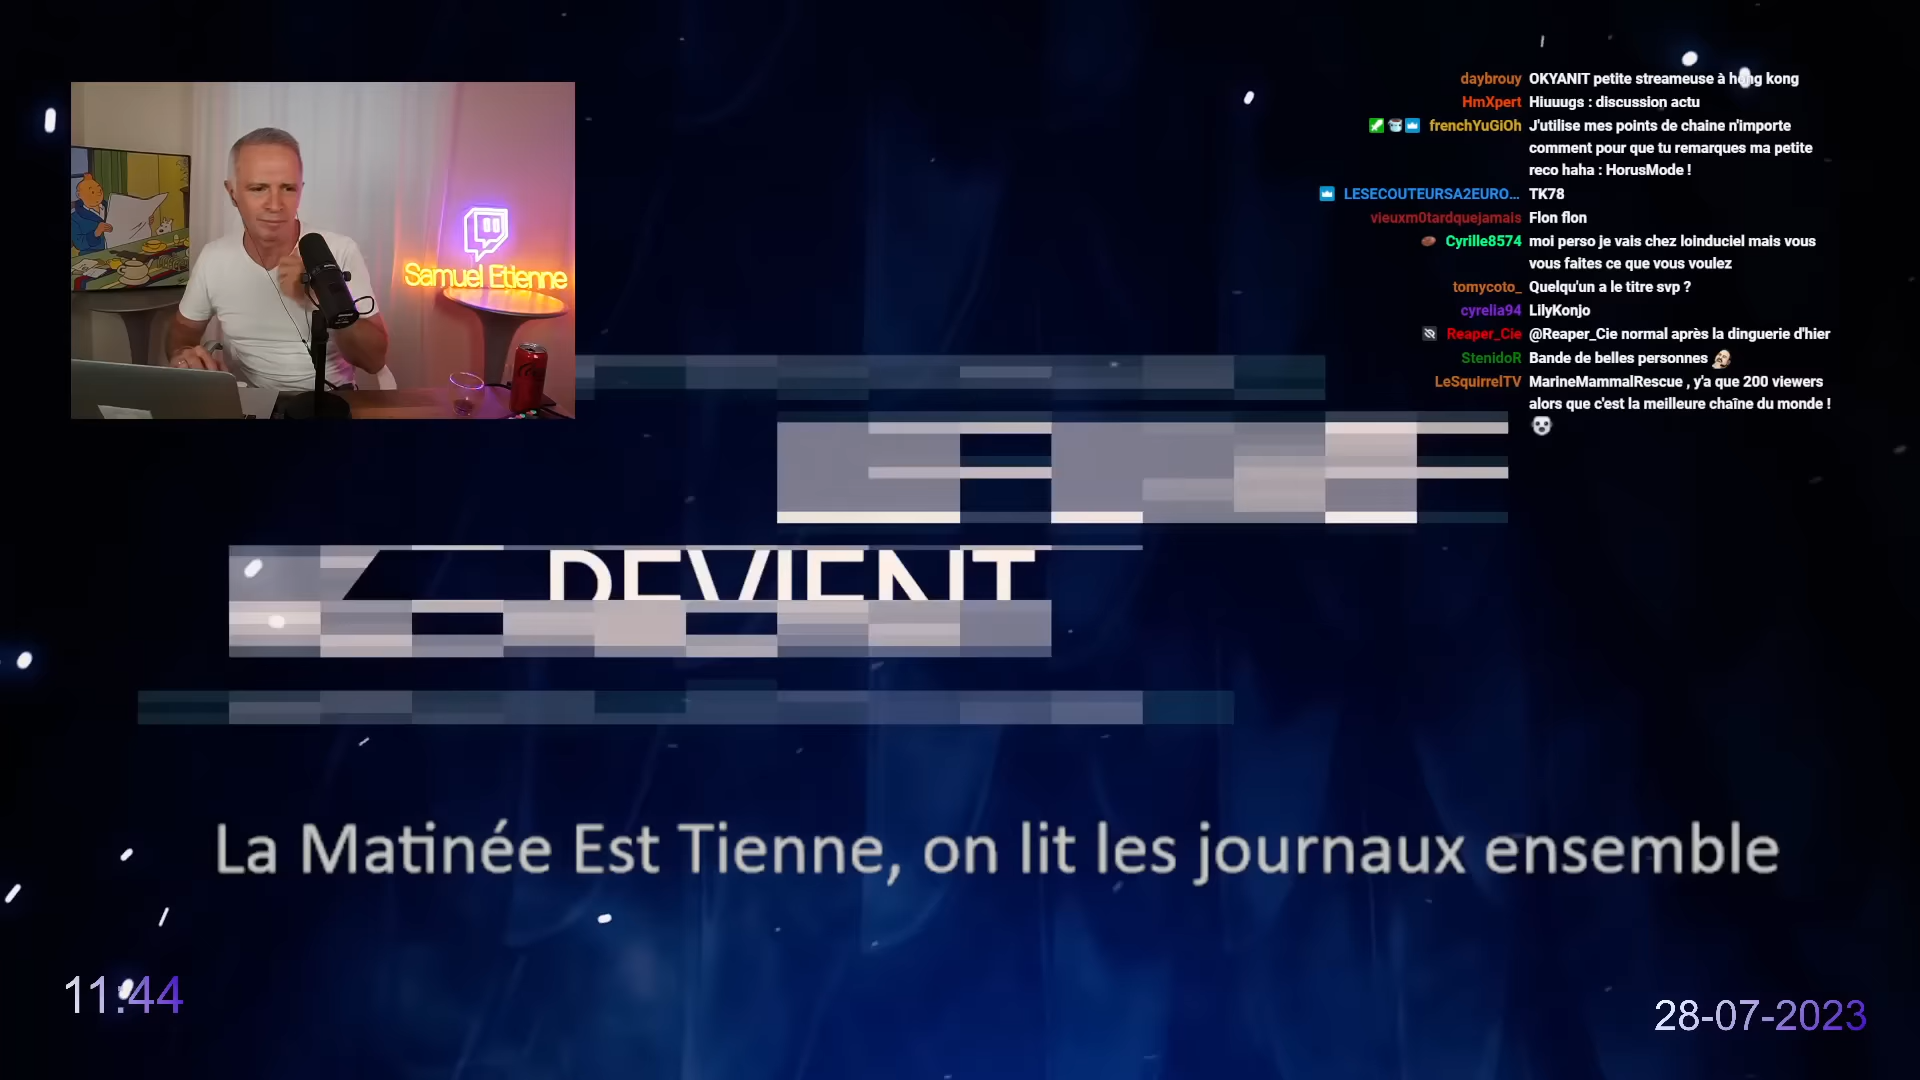 Samuel Etienne
daybrouy OKYANIT petite streameuse à hong kong
HmXpert Hiuuugs : discussion actu
frenchYuGiOh J'utilise mes points de chaine n'importe
comment pour que tu remarques ma petite
reco haha : HorusMode !
LESECOUTEURSA2EURO... TK78
vieuxm0tardquejamais Flon flon
Cyrille8574 moi perso je vais chez loinduciel mais vous
vous faites ce que vous voulez
tomycoto_ Quelqu'un a le titre svp ?
cyrella94 LilyKonjo
Reaper_Cie @Reaper_Cie normal après la dinguerie d'hier
StenidoR Bande de belles personnes
LeSquirrelTV MarineMammalRescue , y'a que 200 viewers
alors que c'est la meilleure chaîne du monde !
La Matinée Est Tienne, on lit les journaux ensemble
11:44
28-07-2023